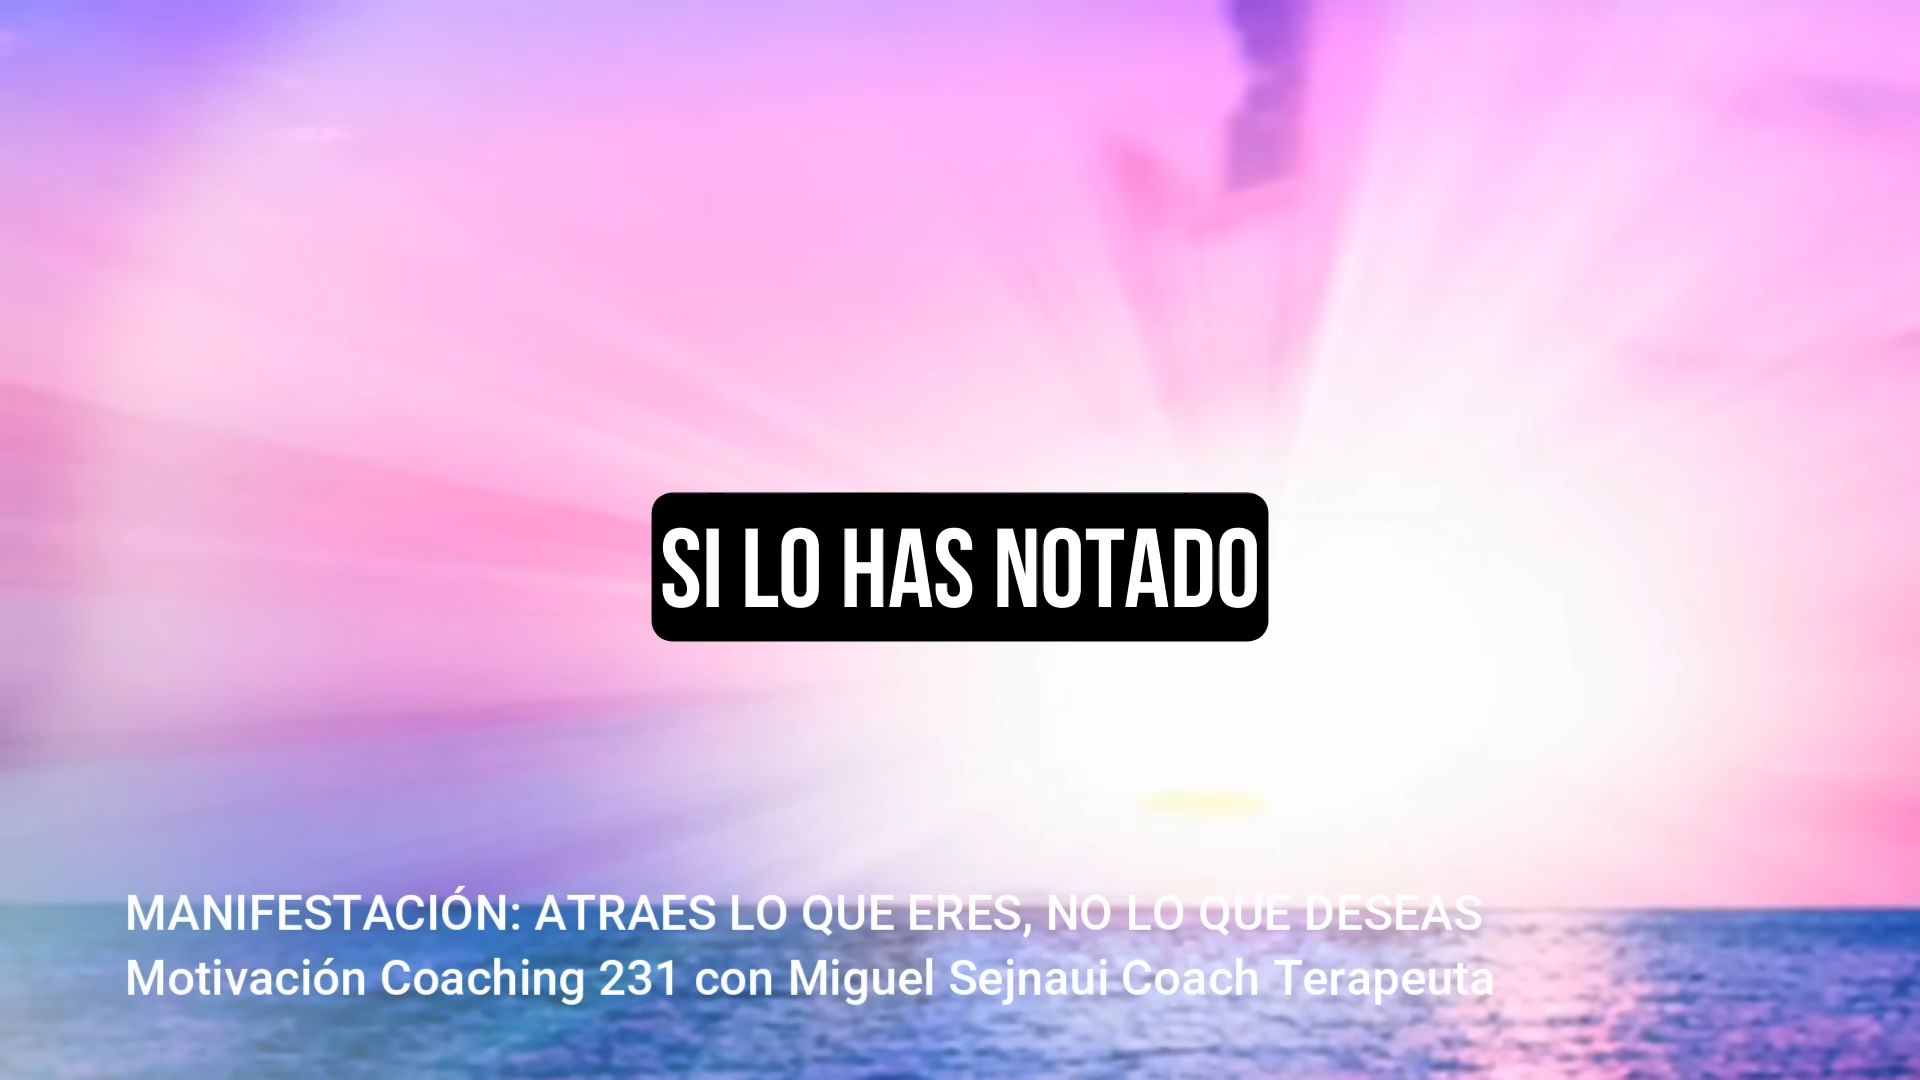 SI LO HAS NOTADO
MANIFESTACIÓN: ATRAES LO QUE ERES, NO LO QUE DESEAS
Motivación Coaching 231 con Miguel Sejnaui Coach Terapeuta